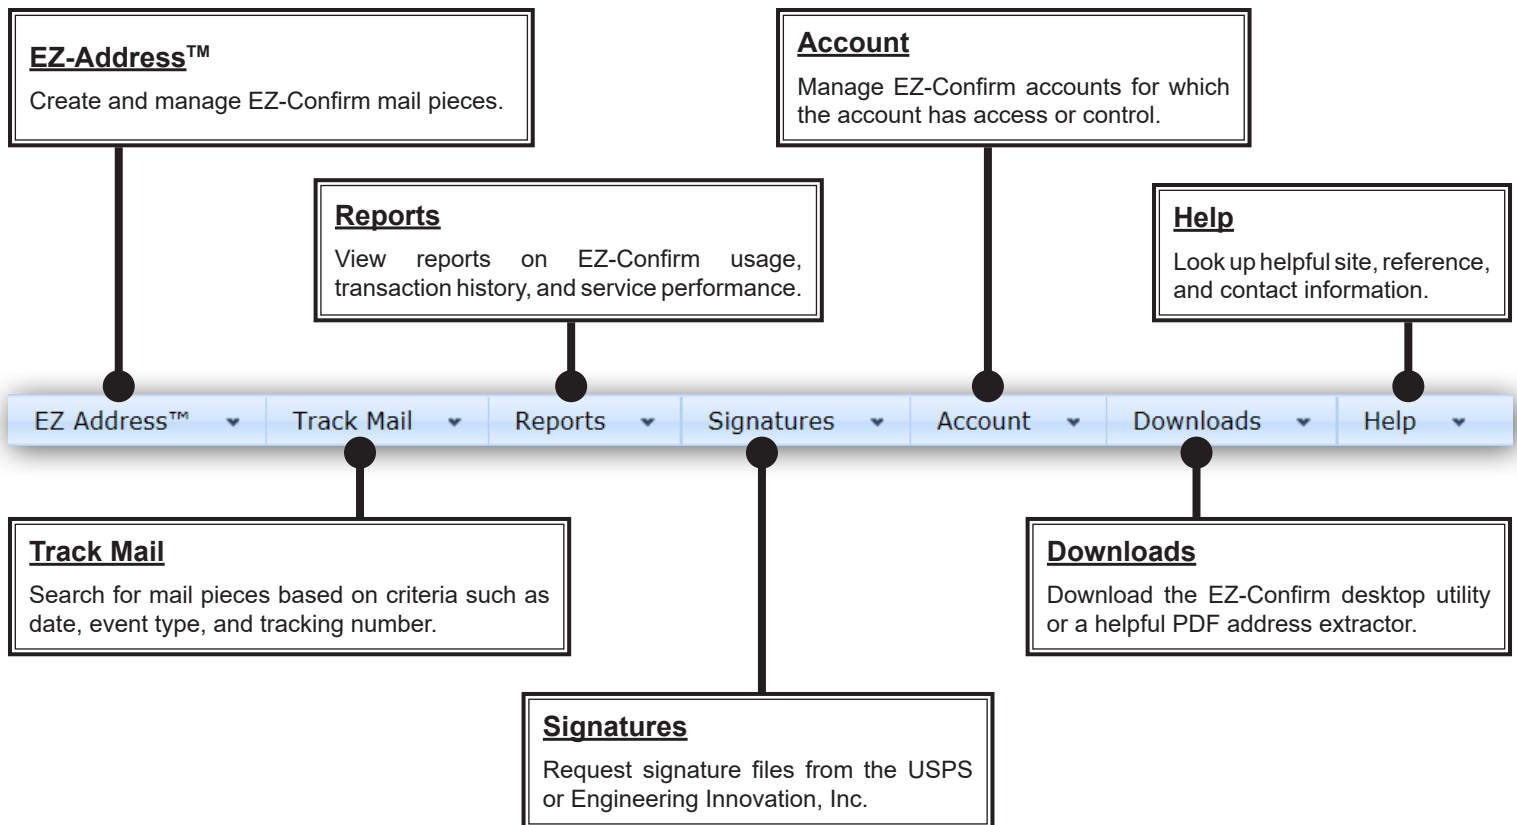 EZ-Address™
Create and manage EZ-Confirm mail pieces.
Account
Manage EZ-Confirm accounts for which
the account has access or control.
Reports
View reports on EZ-Confirm usage,
transaction history, and service performance.
Help
Look up helpful site, reference,
and contact information.
EZ Address™ Track Mail Reports Signatures Account Downloads Help
Track Mail
Search for mail pieces based on criteria such as
date, event type, and tracking number.
Downloads
Download the EZ-Confirm desktop utility
or a helpful PDF address extractor.
Signatures
Request signature files from the USPS
or Engineering Innovation, Inc.